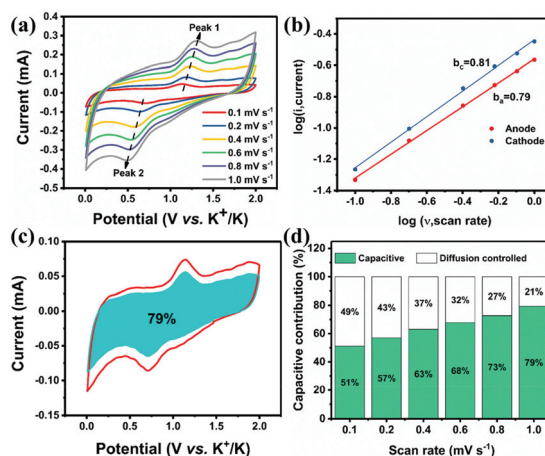 (a)
Current (mA)
0.4
0.3
0.2
0.1
0.0
-0.1
-0.2
-0.3
-0.4
-0.5
Peak 1
Peak 2
0.1 mV s⁻¹
0.2 mV s⁻¹
0.4 mV s⁻¹
0.6 mV s⁻¹
0.8 mV s⁻¹
1.0 mV s⁻¹
0.0 0.5 1.0 1.5 2.0
Potential (V vs. K⁺/K)
(b)
log(i,current)
-0.4
-0.6
-0.8
-1.0
-1.2
-1.4
b_c=0.81
b_a=0.79
Anode
Cathode
-1.0 -0.8 -0.6 -0.4 -0.2 0.0
log (ν,scan rate)
(c)
Current (mA)
0.10
0.05
0.00
-0.05
-0.10
-0.15
79%
0.0 0.5 1.0 1.5 2.0
Potential (V vs. K⁺/K)
(d)
Capacitive contribution (%)
120
100
80
60
40
20
0
Capacitive Diffusion controlled
49% 43% 37% 32% 27% 21%
51% 57% 63% 68% 73% 79%
0.1 0.2 0.4 0.6 0.8 1.0
Scan rate (mV s⁻¹)